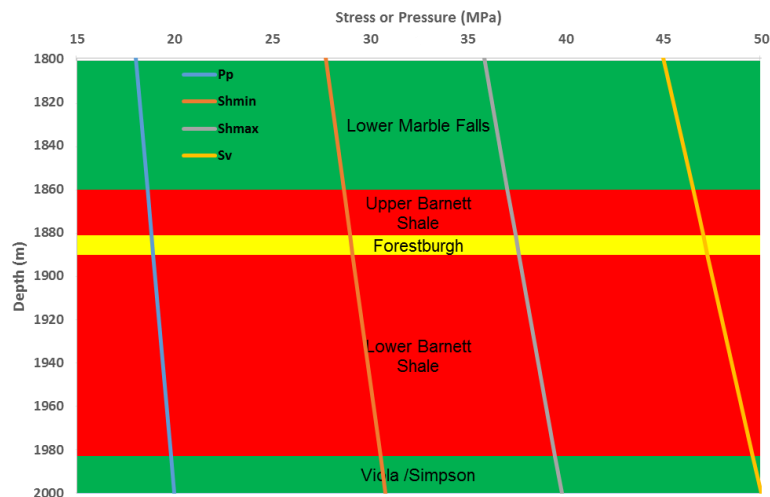 Stress or Pressure (MPa)
15 20 25 30 35 40 45 50
Depth (m)
1800
1820
1840
1860
1880
1900
1920
1940
1960
1980
2000
Pp
Shmin
Shmax
Sv
Lower Marble Falls
Upper Barnett
Shale
Forestburgh
Lower Barnett
Shale
Viola /Simpson